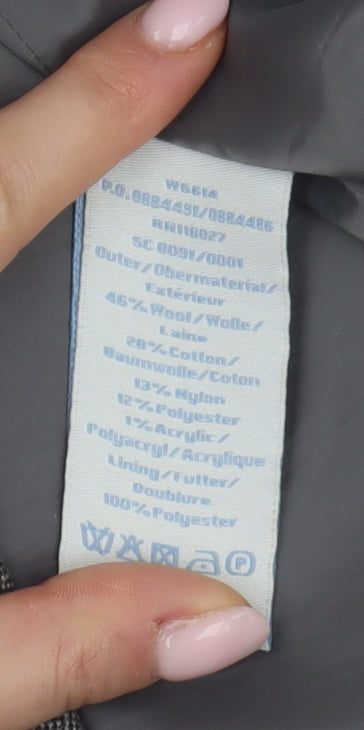 W6614
P.O. 0884491/0884486
RN118027
SC 8091/0001
Outer/Obermaterial/
Extérieur
46% Wool/Wolle/
Laine
28% Cotton/
Baumwolle/Coton
13% Nylon
12% Polyester
1% Acrylic/
Polyacryl/Acrylique
Lining/Futter/
Doublure
100% Polyester
P